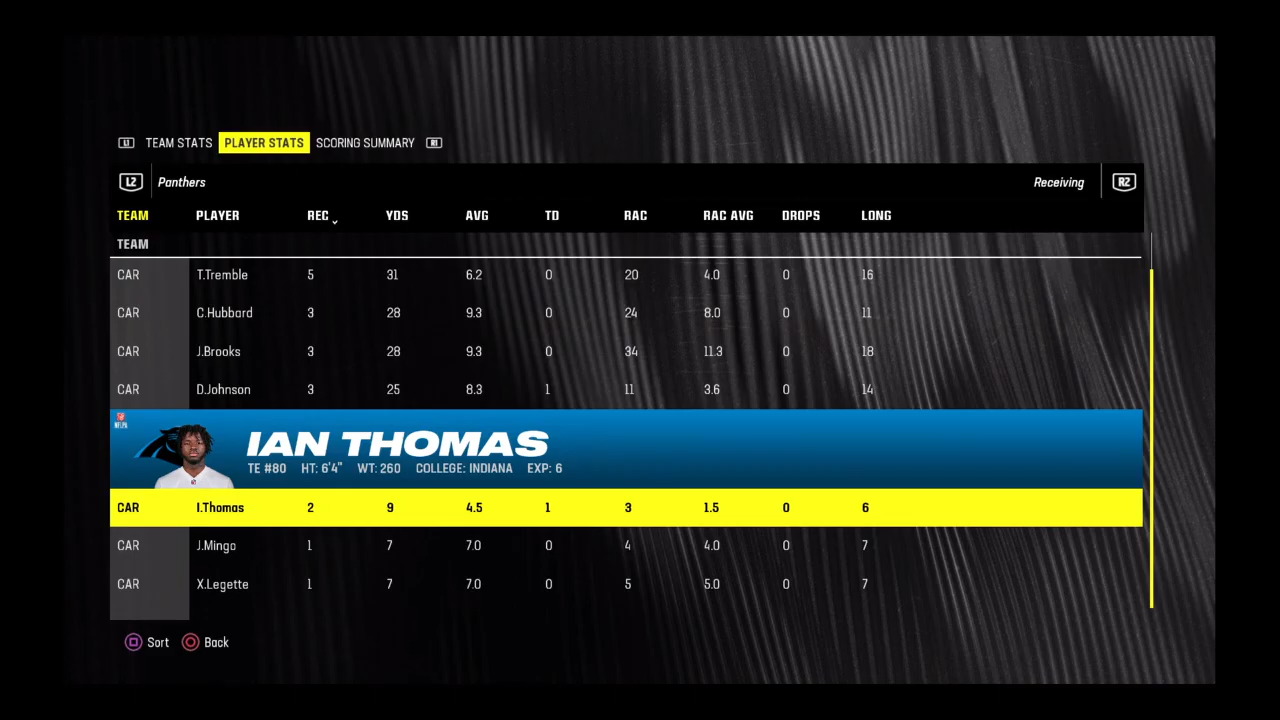 L1 TEAM STATS PLAYER STATS SCORING SUMMARY R1
L2 Panthers Receiving R2
TEAM PLAYER REC YDS AVG TD RAC RAC AVG DROPS LONG
TEAM
CAR T.Tremble 5 31 6.2 0 20 4.0 0 16
CAR C.Hubbard 3 28 9.3 0 24 8.0 0 11
CAR J.Brooks 3 28 9.3 0 34 11.3 0 18
CAR D.Johnson 3 25 8.3 1 11 3.6 0 14
NFLPA
IAN THOMAS
TE #80 HT: 6'4" WT: 260 COLLEGE: INDIANA EXP: 6
CAR I.Thomas 2 9 4.5 1 3 1.5 0 6
CAR J.Mingo 1 7 7.0 0 4 4.0 0 7
CAR X.Legette 1 7 7.0 0 5 5.0 0 7
Sort Back